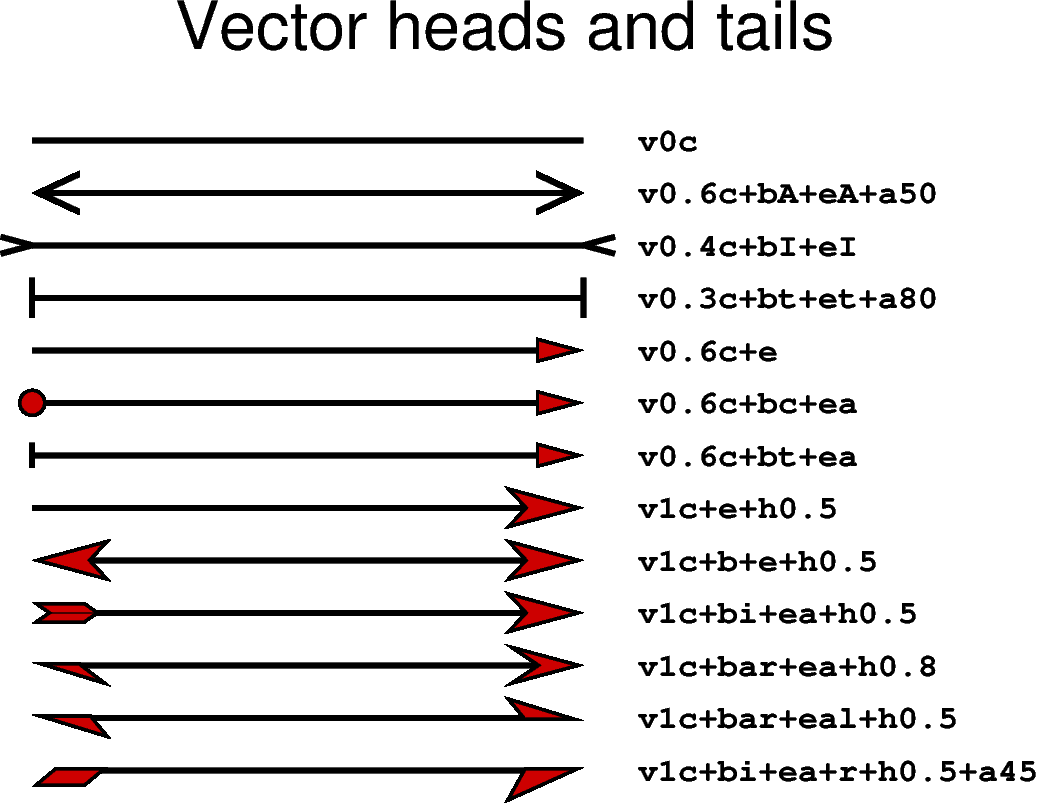 Vector heads and tails
v0c
v0.6c+bA+eA+a50
v0.4c+bI+eI
v0.3c+bt+et+a80
v0.6c+e
v0.6c+bc+ea
v0.6c+bt+ea
v1c+e+h0.5
v1c+b+e+h0.5
v1c+bi+ea+h0.5
v1c+bar+ea+h0.8
v1c+bar+eal+h0.5
v1c+bi+ea+r+h0.5+a45